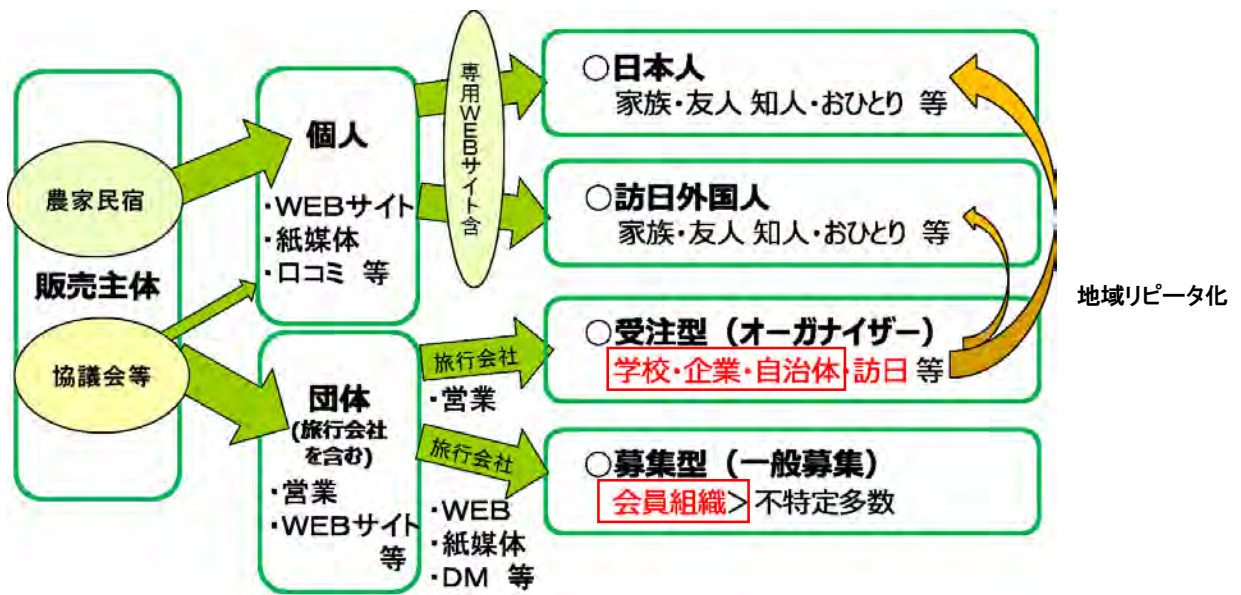 農家民宿
販売主体
協議会等
個人
・WEBサイト
・紙媒体
・口コミ 等
団体
(旅行会社
を含む)
・営業
・WEBサイト
等
専用WEBサイト含
旅行会社
・営業
旅行会社
・WEB
・紙媒体
・DM 等
○日本人
家族・友人 知人・おひとり 等
○訪日外国人
家族・友人 知人・おひとり 等
○受注型（オーガナイザー）
学校・企業・自治体・訪日 等
○募集型（一般募集）
会員組織＞不特定多数
地域リピータ化